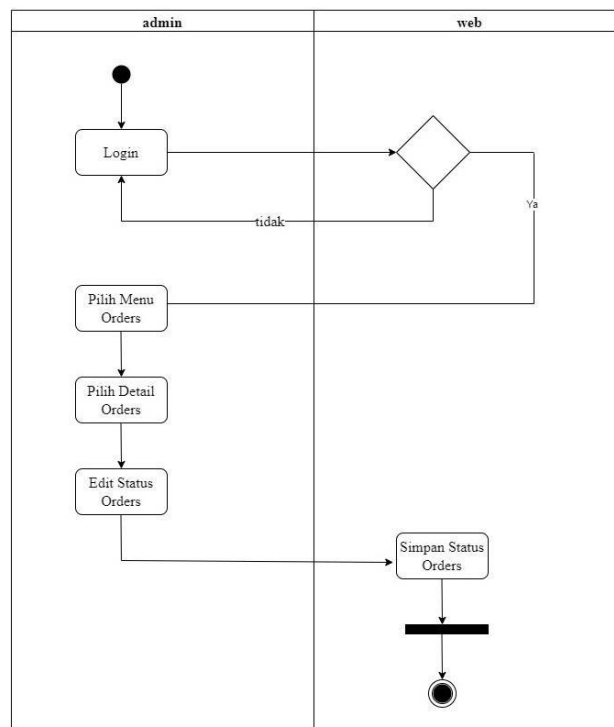 admin
web
Login
tidak
Ya
Pilih Menu
Orders
Pilih Detail
Orders
Edit Status
Orders
Simpan Status
Orders